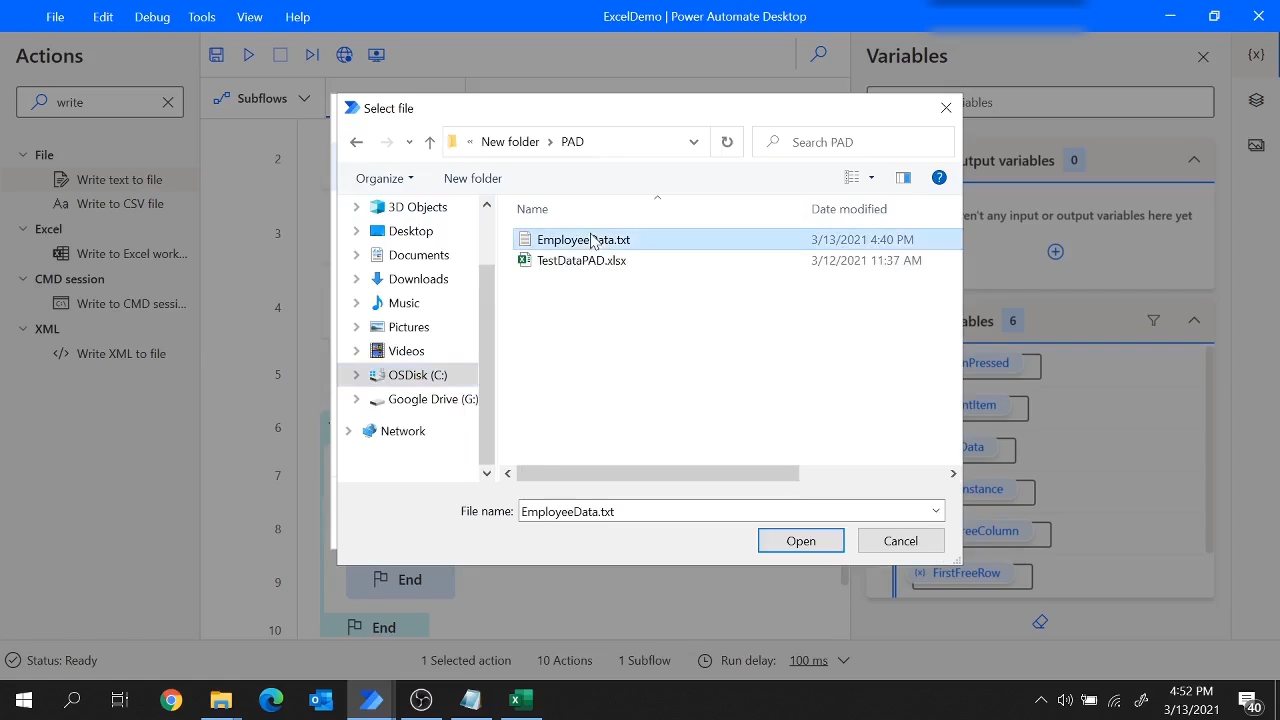 File Edit Debug Tools View Help
ExcelDemo | Power Automate Desktop
Actions
write
File
Write text to file
Write to CSV file
Excel
Write to Excel work...
CMD session
Write to CMD sessi...
XML
Write XML to file
Subflows
2
3
4
5
6
7
8
9
End
10
End
Select file
« New folder > PAD
Search PAD
Organize
New folder
3D Objects
Desktop
Documents
Downloads
Music
Pictures
Videos
OSDisk (C:)
Google Drive (G:)
Network
Name Date modified
EmployeeData.txt 3/13/2021 4:40 PM
TestDataPAD.xlsx 3/12/2021 11:37 AM
File name: EmployeeData.txt
Open
Cancel
Variables
{x}
ables
utput variables 0
n't any input or output variables here yet
ables 6
nPressed
ntItem
Data
nstance
eeColumn
{x} FirstFreeRow
Status: Ready
1 Selected action
10 Actions
1 Subflow
Run delay: 100 ms
4:52 PM
3/13/2021
40